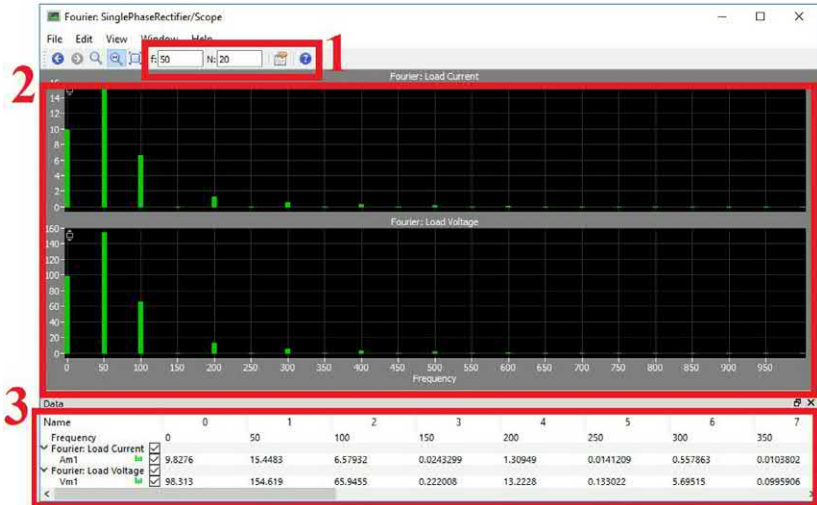 Fourier: SinglePhaseRectifier/Scope
File Edit View Window Help
f: 50 N: 20
1
2
Fourier: Load Current
16
14
12
10
8
6
4
2
0
Fourier: Load Voltage
160
140
120
100
80
60
40
20
0
0 50 100 150 200 250 300 350 400 450 500 550 600 650 700 750 800 850 900 950
Frequency
3
Data
Name 0 1 2 3 4 5 6 7
Frequency 0 50 100 150 200 250 300 350
Fourier: Load Current
Am1 9.8276 15.4483 6.57932 0.0243299 1.30949 0.0141209 0.557863 0.0103802
Fourier: Load Voltage
Vm1 98.313 154.619 65.9455 0.222008 13.2228 0.133022 5.69515 0.0995906